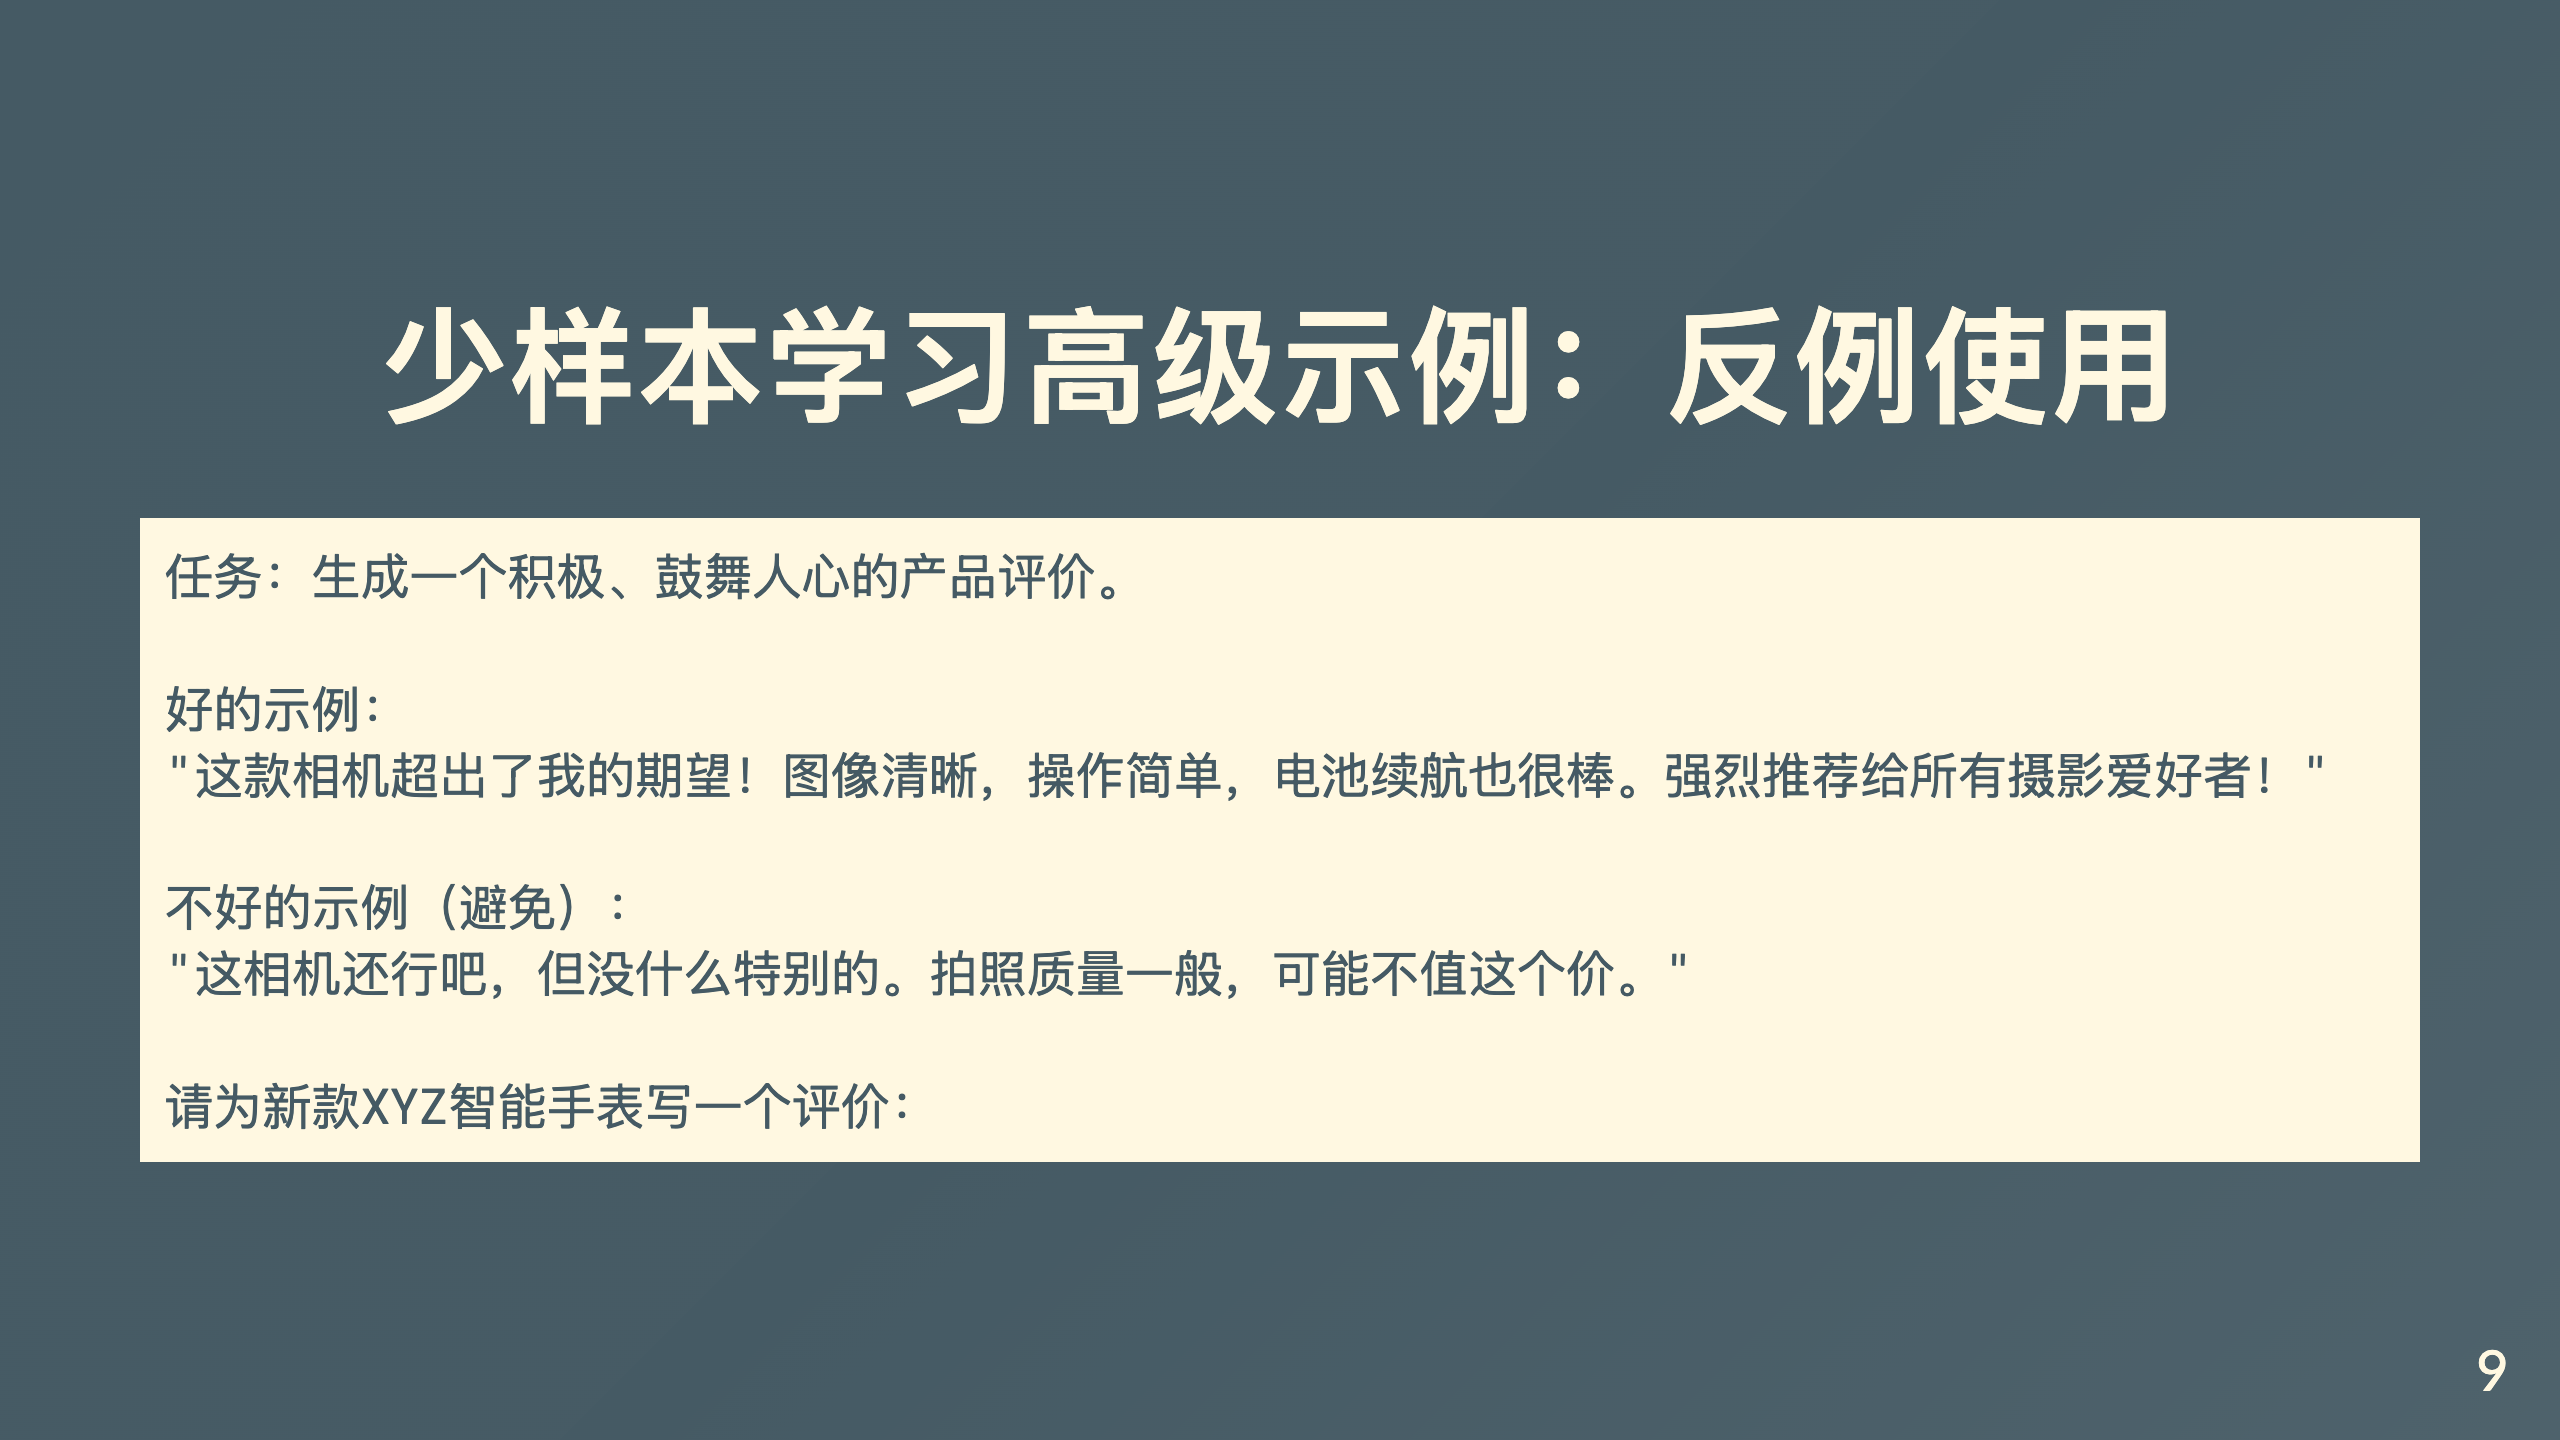 少样本学习高级示例：反例使用
任务：生成一个积极、鼓舞人心的产品评价。
好的示例：
"这款相机超出了我的期望！图像清晰，操作简单，电池续航也很棒。强烈推荐给所有摄影爱好者！"
不好的示例（避免）：
"这相机还行吧，但没什么特别的。拍照质量一般，可能不值这个价。"
请为新款XYZ智能手表写一个评价：
9